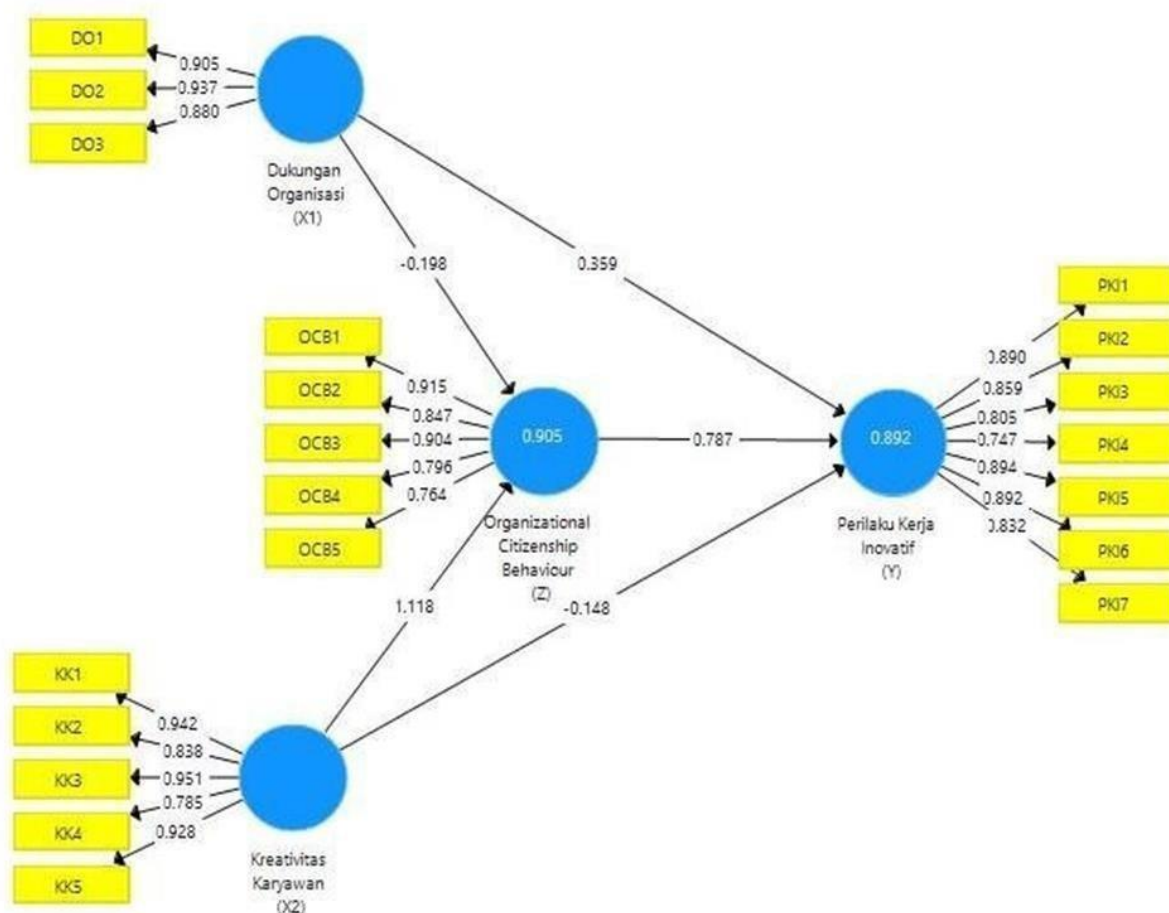 DO1
0.905
DO2
0.937
DO3
0.880
Dukungan
Organisasi
(X1)
-0.198
0.359
OCB1
0.915
OCB2
0.847
OCB3
0.904
OCB4
0.796
OCB5
0.764
0.905
Organizational
Citizenship
Behaviour
(Z)
0.787
0.892
Perilaku Kerja
Inovatif
(Y)
PKI1
0.890
PKI2
0.859
PKI3
0.805
PKI4
0.747
PKI5
0.894
PKI6
0.892
PKI7
0.832
1.118
-0.148
KK1
0.942
KK2
0.838
KK3
0.951
KK4
0.785
KK5
0.928
Kreativitas
Karyawan
(X2)